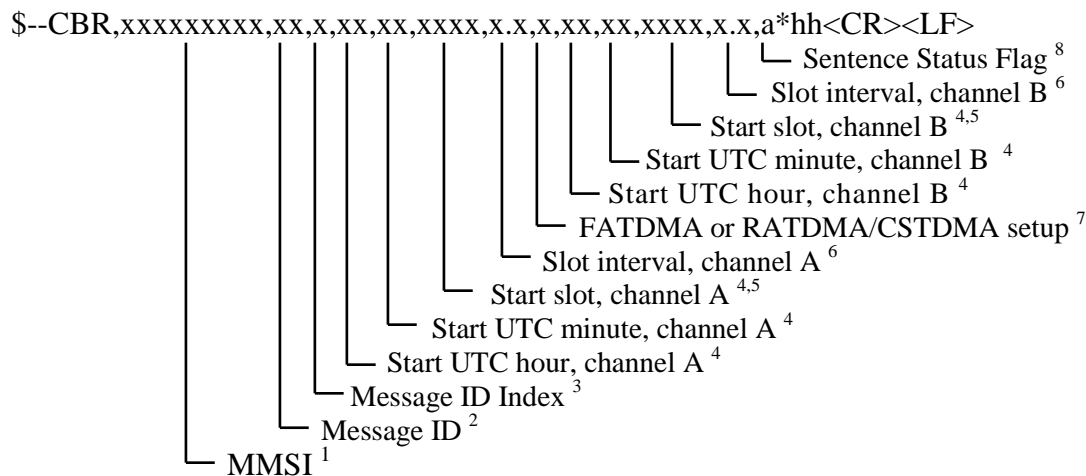 $--CBR,xxxxxxxxx,xx,x,xx,xx,xxxx,x.x,x,xx,xx,xxxx,x.x,a*hh<CR><LF>
Sentence Status Flag 8
Slot interval, channel B 6
Start slot, channel B 4,5
Start UTC minute, channel B 4
Start UTC hour, channel B 4
FATDMA or RATDMA/CSTDMA setup 7
Slot interval, channel A 6
Start slot, channel A 4,5
Start UTC minute, channel A 4
Start UTC hour, channel A 4
Message ID Index 3
Message ID 2
MMSI 1